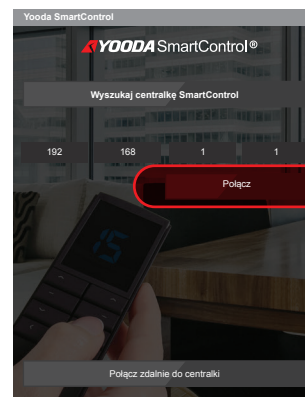 Yooda SmartControl
YOODA SmartControl®
Wyszukaj centralkę SmartControl
192 168 1 1
Połącz
15
Połącz zdalnie do centralki